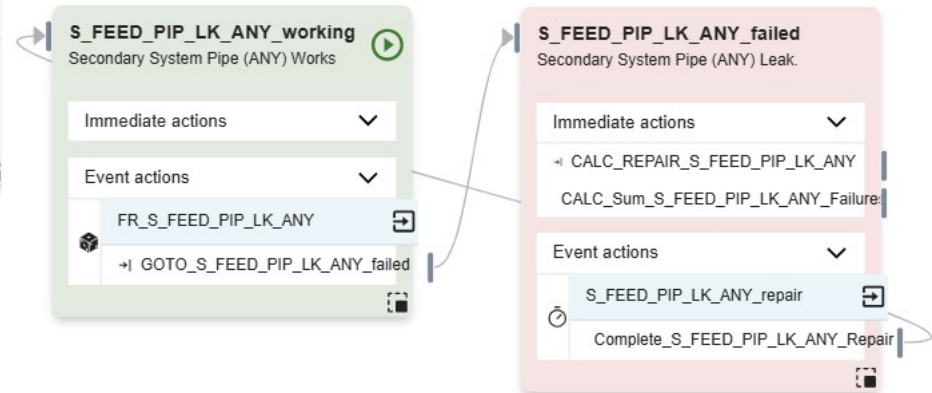 S_FEED_PIP_LK_ANY_working
Secondary System Pipe (ANY) Works
Immediate actions
Event actions
FR_S_FEED_PIP_LK_ANY
GOTO_S_FEED_PIP_LK_ANY_failed
S_FEED_PIP_LK_ANY_failed
Secondary System Pipe (ANY) Leak.
Immediate actions
CALC_REPAIR_S_FEED_PIP_LK_ANY
CALC_Sum_S_FEED_PIP_LK_ANY_Failures
Event actions
S_FEED_PIP_LK_ANY_repair
Complete_S_FEED_PIP_LK_ANY_Repair